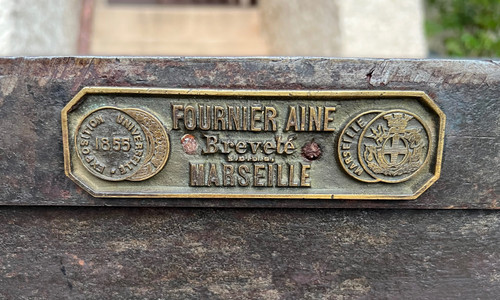 EXPOSITION UNIVERSELLE
1855
FOURNIER AINE
Breveté
S.G.D.G.
MARSEILLE